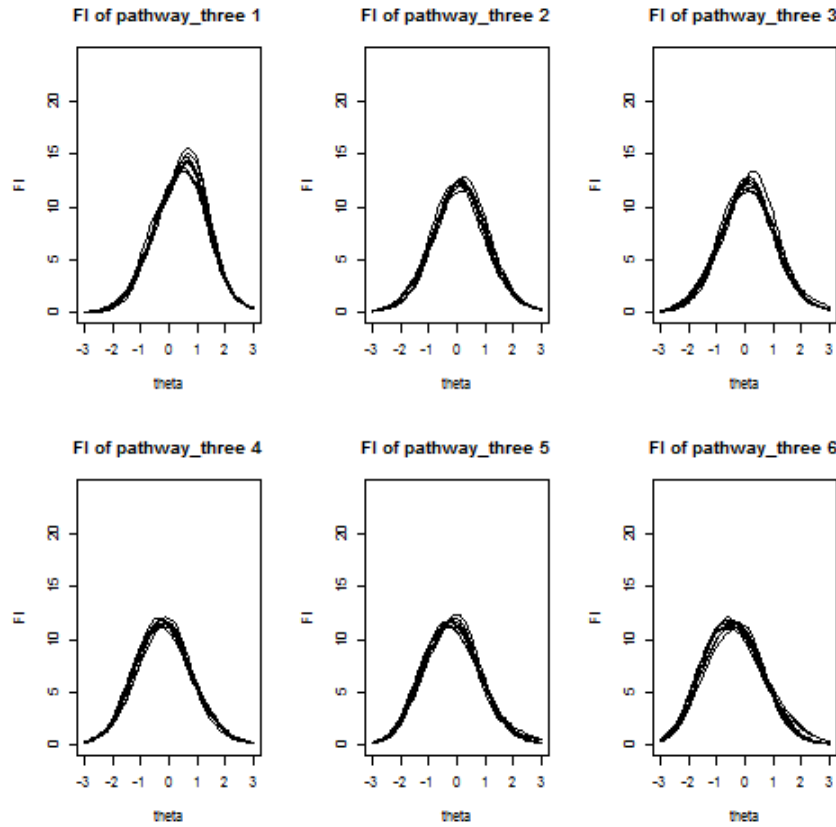 FI of pathway_three 1
FI
0 5 10 15 20
-3 -2 -1 0 1 2 3
theta
FI of pathway_three 2
FI
0 5 10 15 20
-3 -2 -1 0 1 2 3
theta
FI of pathway_three 3
FI
0 5 10 15 20
-3 -2 -1 0 1 2 3
theta
FI of pathway_three 4
FI
0 5 10 15 20
-3 -2 -1 0 1 2 3
theta
FI of pathway_three 5
FI
0 5 10 15 20
-3 -2 -1 0 1 2 3
theta
FI of pathway_three 6
FI
0 5 10 15 20
-3 -2 -1 0 1 2 3
theta